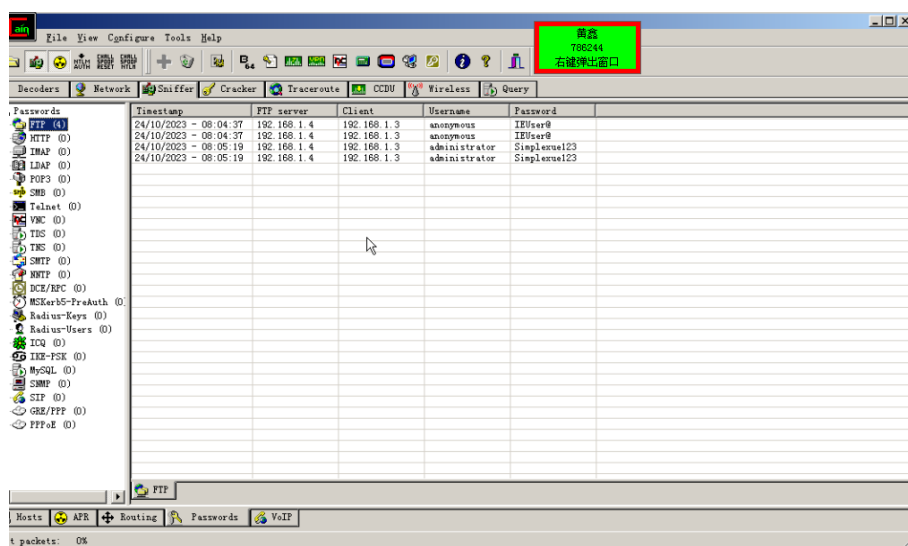 ain
File View Configure Tools Help
黄鑫
786244
右键弹出窗口
Decoders Network Sniffer Cracker Traceroute CCDU Wireless Query
Passwords
FTP (4)
HTTP (0)
IMAP (0)
LDAP (0)
POP3 (0)
SMB (0)
Telnet (0)
VNC (0)
TDS (0)
TNS (0)
SMTP (0)
NNTP (0)
DCE/RPC (0)
MSKerb5-PreAuth (0
Radius-Keys (0)
Radius-Users (0)
ICQ (0)
IKE-PSK (0)
MySQL (0)
SNMP (0)
SIP (0)
GRE/PPP (0)
PPPoE (0)
Timestamp FTP server Client Username Password
24/10/2023 - 08:04:37 192.168.1.4 192.168.1.3 anonymous IEUser@
24/10/2023 - 08:04:37 192.168.1.4 192.168.1.3 anonymous IEUser@
24/10/2023 - 08:05:19 192.168.1.4 192.168.1.3 administrator Simplexue123
24/10/2023 - 08:05:19 192.168.1.4 192.168.1.3 administrator Simplexue123
FTP
Hosts APR Routing Passwords VoIP
t packets: 0%